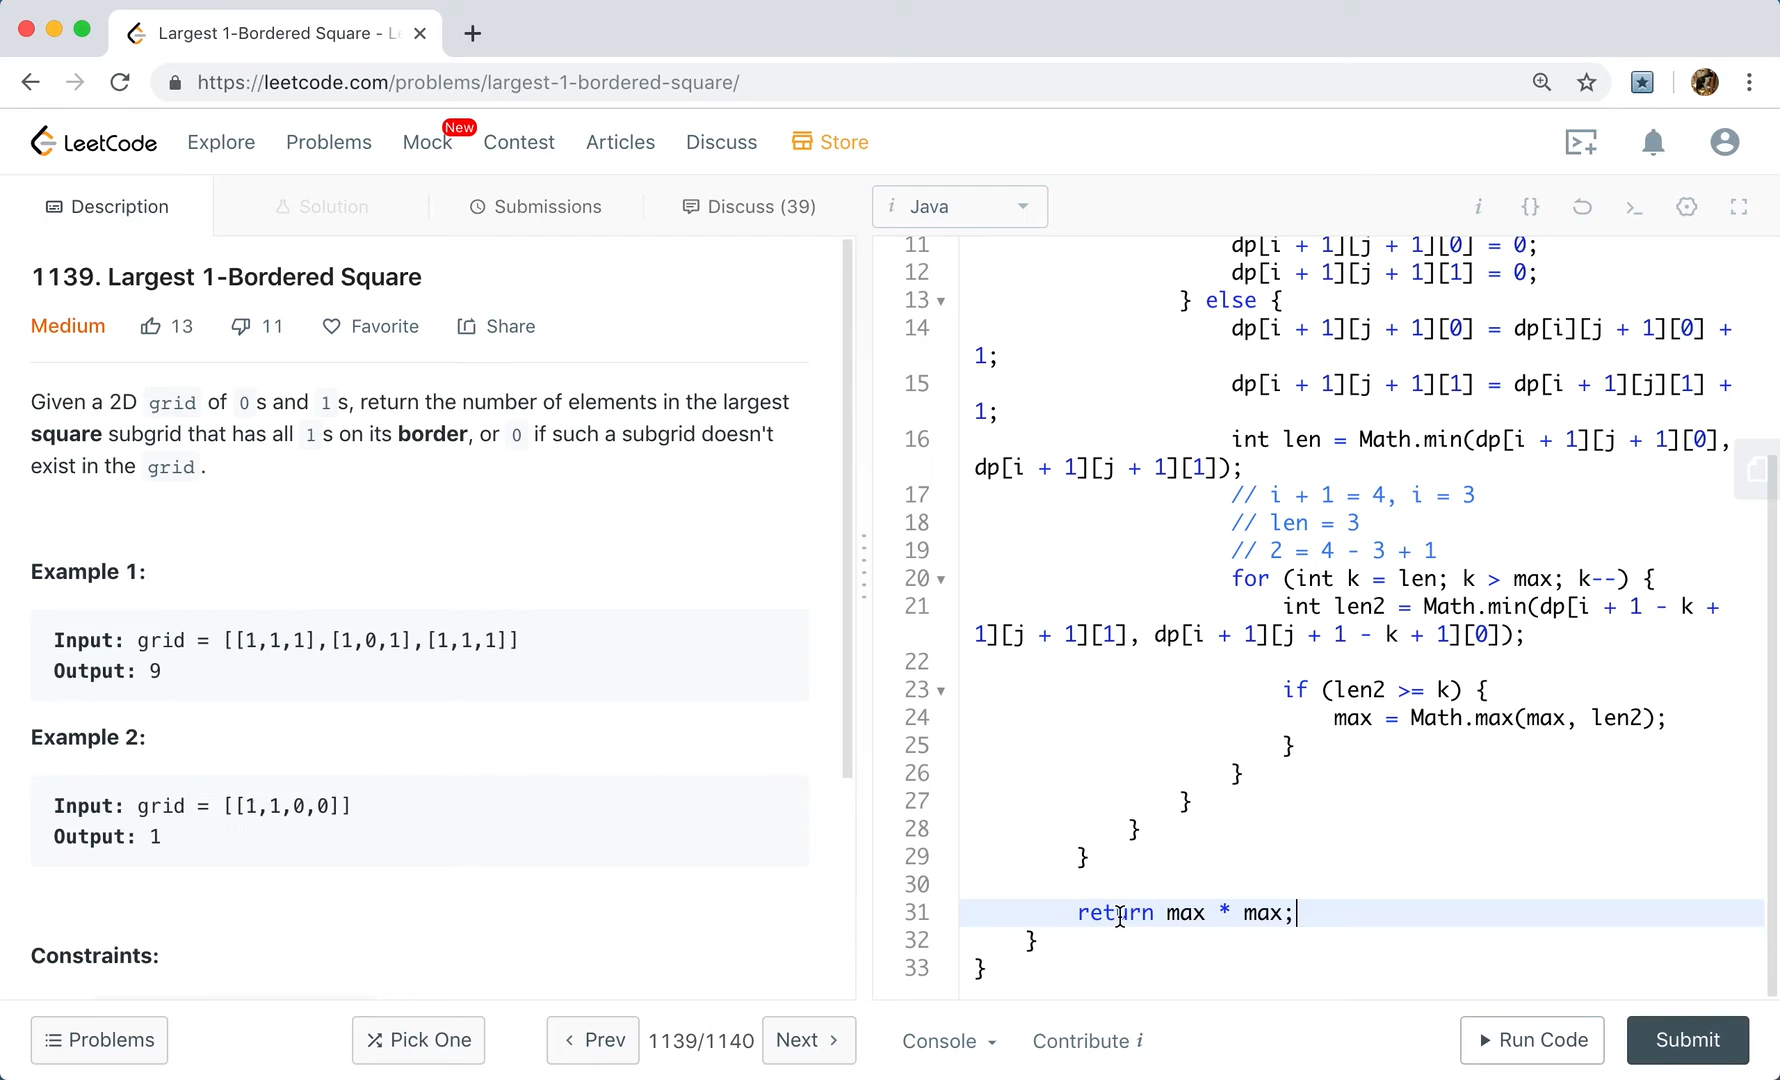 Largest 1-Bordered Square - Le
https://leetcode.com/problems/largest-1-bordered-square/
LeetCode
Explore
Problems
Mock
New
Contest
Articles
Discuss
Store
Description
Solution
Submissions
Discuss (39)
i Java
1139. Largest 1-Bordered Square
Medium
13
11
Favorite
Share
Given a 2D grid of 0 s and 1 s, return the number of elements in the largest
square subgrid that has all 1 s on its border, or 0 if such a subgrid doesn't
exist in the grid .
Example 1:
Input: grid = [[1,1,1],[1,0,1],[1,1,1]]
Output: 9
Example 2:
Input: grid = [[1,1,0,0]]
Output: 1
Constraints:
11 dp[i + 1][j + 1][0] = 0;
12 dp[i + 1][j + 1][1] = 0;
13 } else {
14 dp[i + 1][j + 1][0] = dp[i][j + 1][0] +
1;
15 dp[i + 1][j + 1][1] = dp[i + 1][j][1] +
1;
16 int len = Math.min(dp[i + 1][j + 1][0],
dp[i + 1][j + 1][1]);
17 // i + 1 = 4, i = 3
18 // len = 3
19 // 2 = 4 - 3 + 1
20 for (int k = len; k > max; k--) {
21 int len2 = Math.min(dp[i + 1 - k +
1][j + 1][1], dp[i + 1][j + 1 - k + 1][0]);
22
23 if (len2 >= k) {
24 max = Math.max(max, len2);
25 }
26 }
27 }
28 }
29 }
30
31 return max * max;
32 }
33 }
Problems
Pick One
Prev
1139/1140
Next
Console
Contribute i
Run Code
Submit